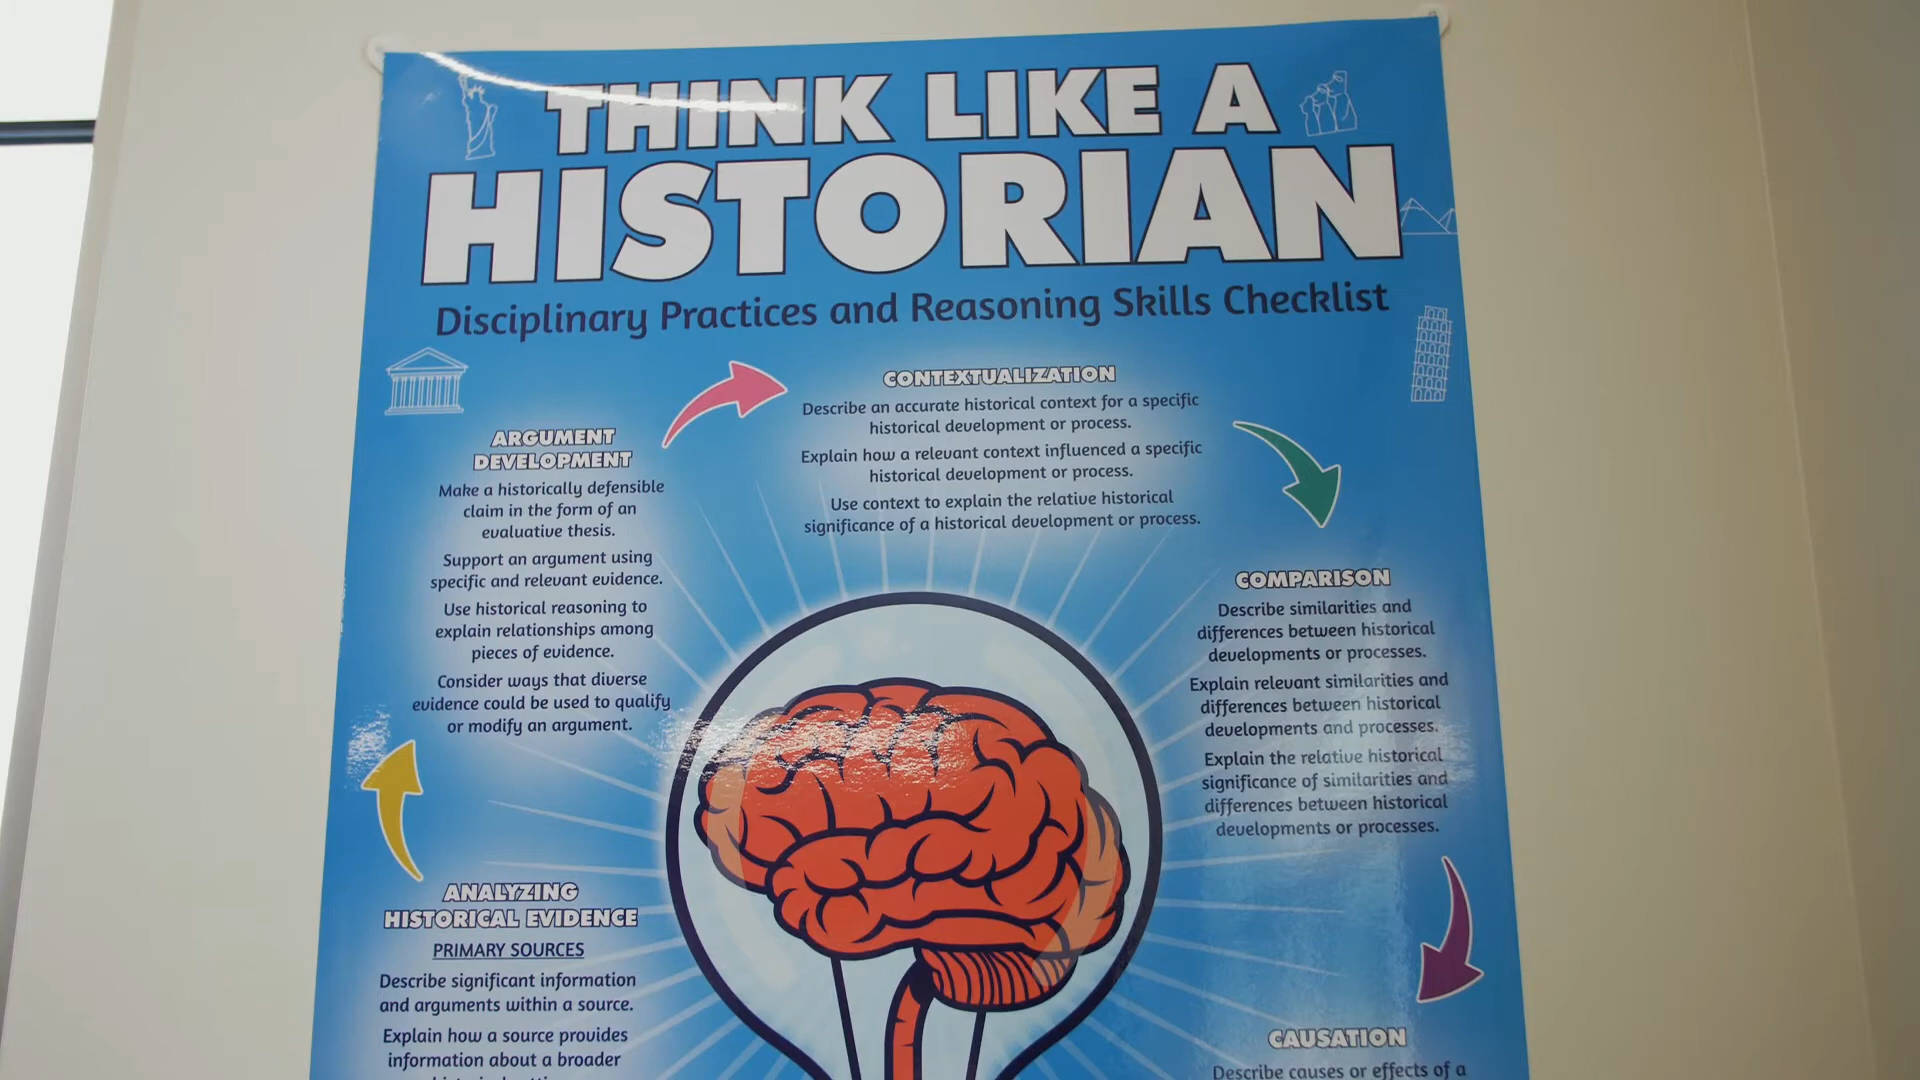 THINK LIKE A
HISTORIAN
Disciplinary Practices and Reasoning Skills Checklist
ARGUMENT
DEVELOPMENT
Make a historically defensible
claim in the form of an
evaluative thesis.
Support an argument using
specific and relevant evidence.
Use historical reasoning to
explain relationships among
pieces of evidence.
Consider ways that diverse
evidence could be used to qualify
or modify an argument.
CONTEXTUALIZATION
Describe an accurate historical context for a specific
historical development or process.
Explain how a relevant context influenced a specific
historical development or process.
Use context to explain the relative historical
significance of a historical development or process.
COMPARISON
Describe similarities and
differences between historical
developments or processes.
Explain relevant similarities and
differences between historical
developments and processes.
Explain the relative historical
significance of similarities and
differences between historical
developments or processes.
ANALYZING
HISTORICAL EVIDENCE
PRIMARY SOURCES
Describe significant information
and arguments within a source.
Explain how a source provides
information about a broader
CAUSATION
Describe causes or effects of a